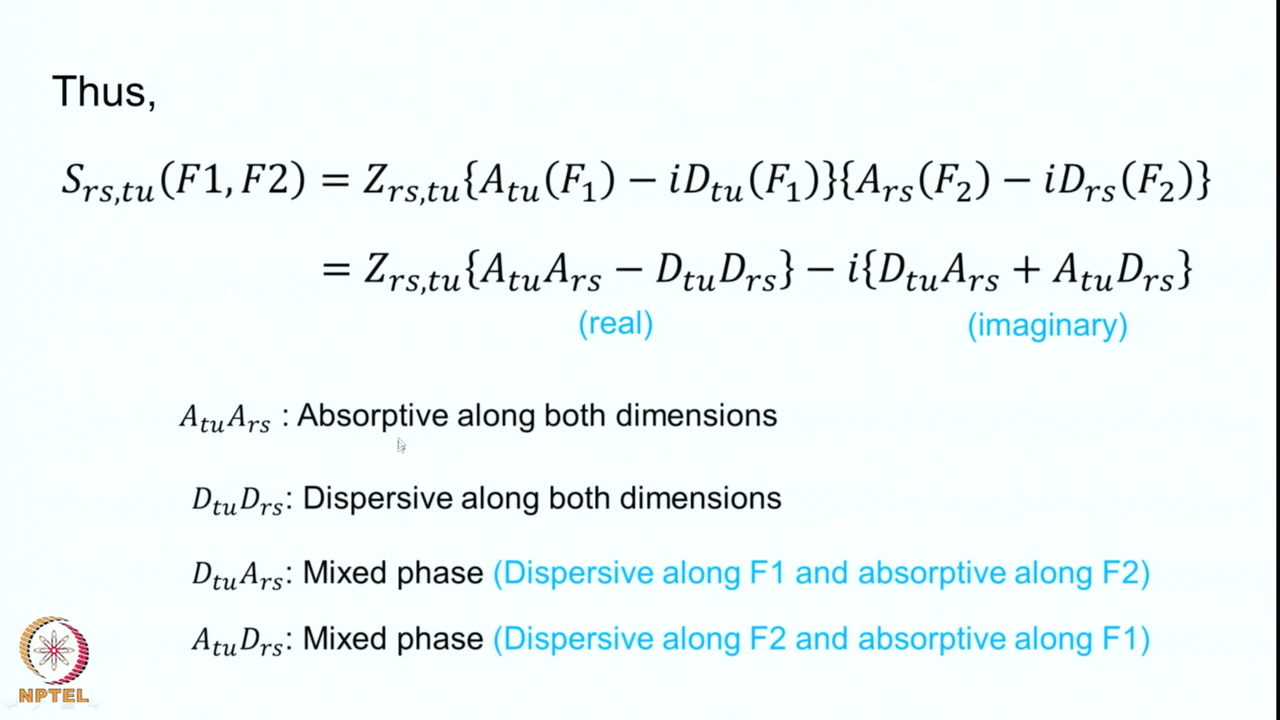 Thus,
S_{rs,tu}(F1, F2) = Z_{rs,tu}{A_{tu}(F_1) − iD_{tu}(F_1)}{A_{rs}(F_2) − iD_{rs}(F_2)}
= Z_{rs,tu}{A_{tu}A_{rs} − D_{tu}D_{rs}} − i{D_{tu}A_{rs} + A_{tu}D_{rs}}
(real) (imaginary)
A_{tu}A_{rs} : Absorptive along both dimensions
D_{tu}D_{rs}: Dispersive along both dimensions
D_{tu}A_{rs}: Mixed phase (Dispersive along F1 and absorptive along F2)
A_{tu}D_{rs}: Mixed phase (Dispersive along F2 and absorptive along F1)
NPTEL